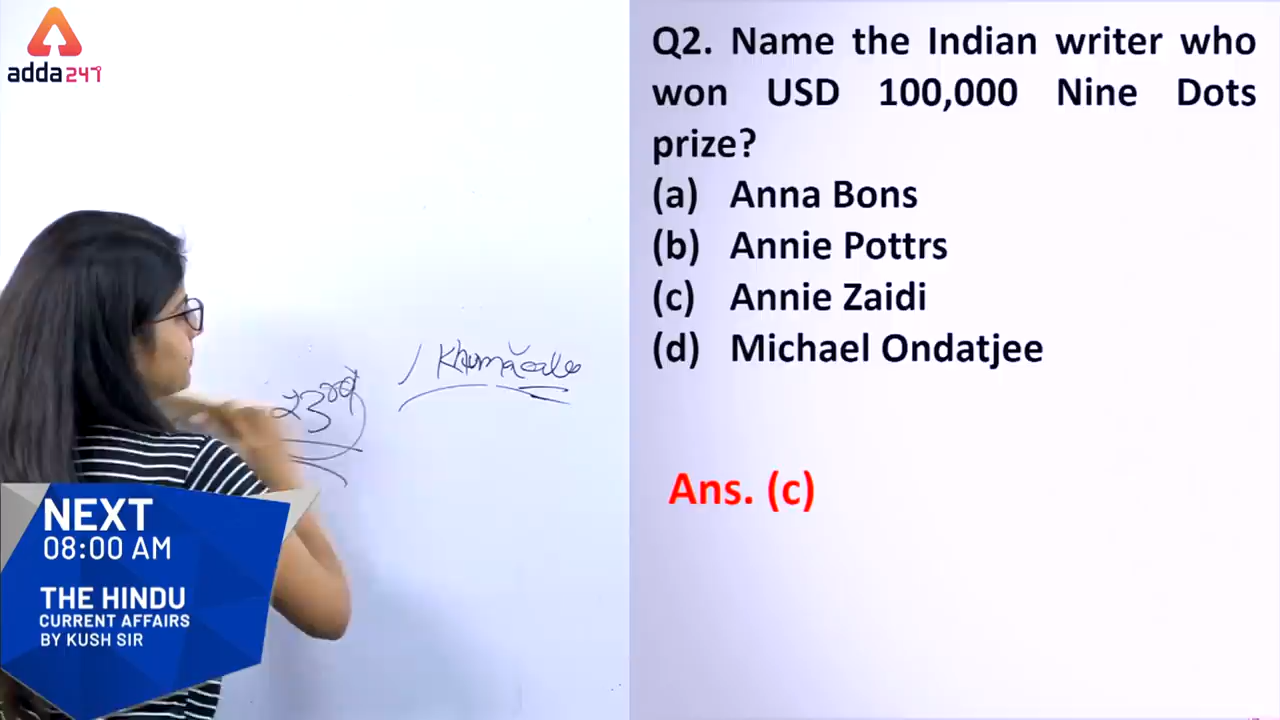 adda247
Q2. Name the Indian writer who
won USD 100,000 Nine Dots
prize?
(a) Anna Bons
(b) Annie Pottrs
(c) Annie Zaidi
(d) Michael Ondatjee
Ans. (c)
23
NEXT
08:00 AM
THE HINDU
CURRENT AFFAIRS
BY KUSH SIR